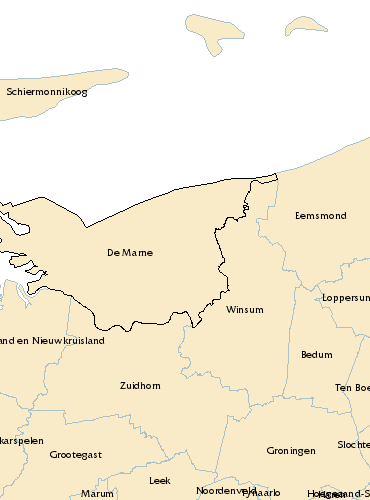 Schiermonnikoog
Eemsmond
De Marne
Loppersum
Winsum
and en Nieuwkruisland
Bedum
Zuidhorn
Ten Boe
karspelen
Slochte
Grootegast
Groningen
Leek
Marum
Noordenveld
Tynaarlo
Haren
Hoogezand-S